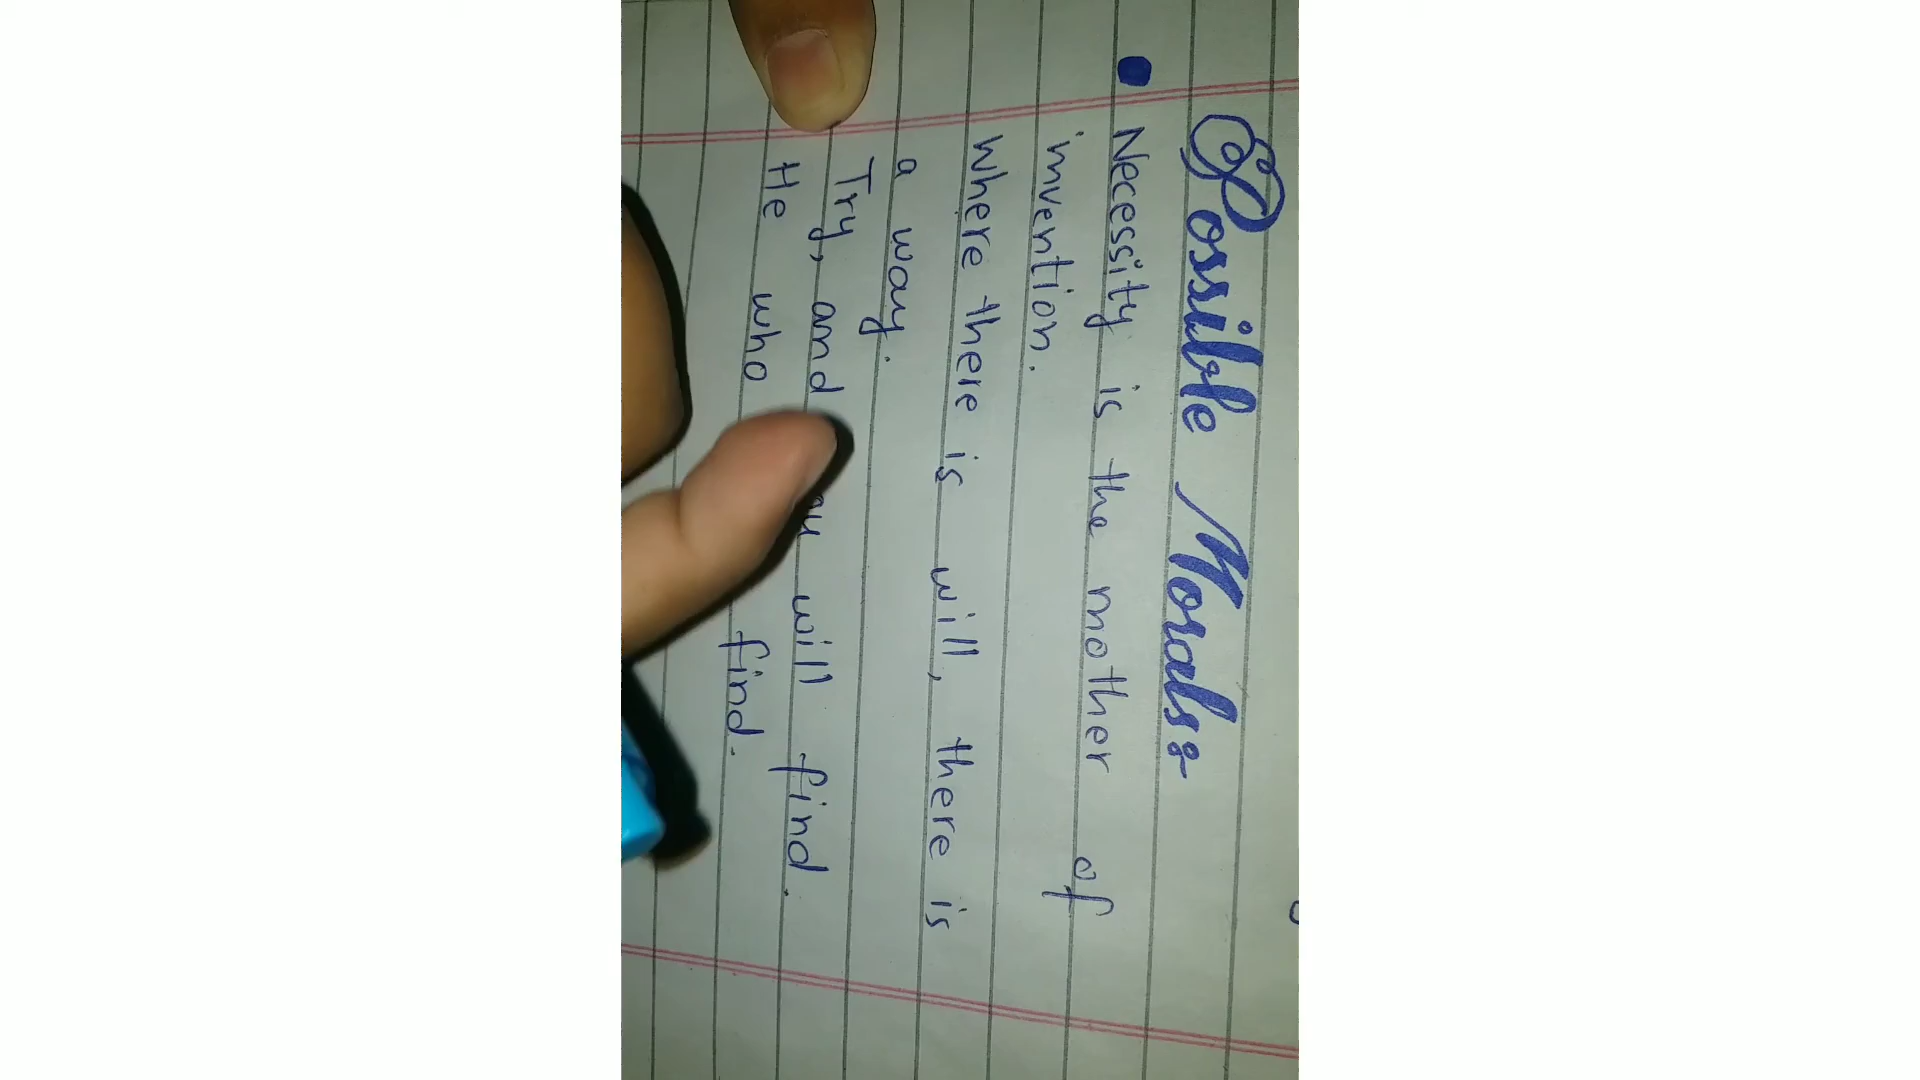 Possible Morals:
Necessity is the mother of
invention.
Where there is will, there is
a way.
Try, and will find.
He who find.